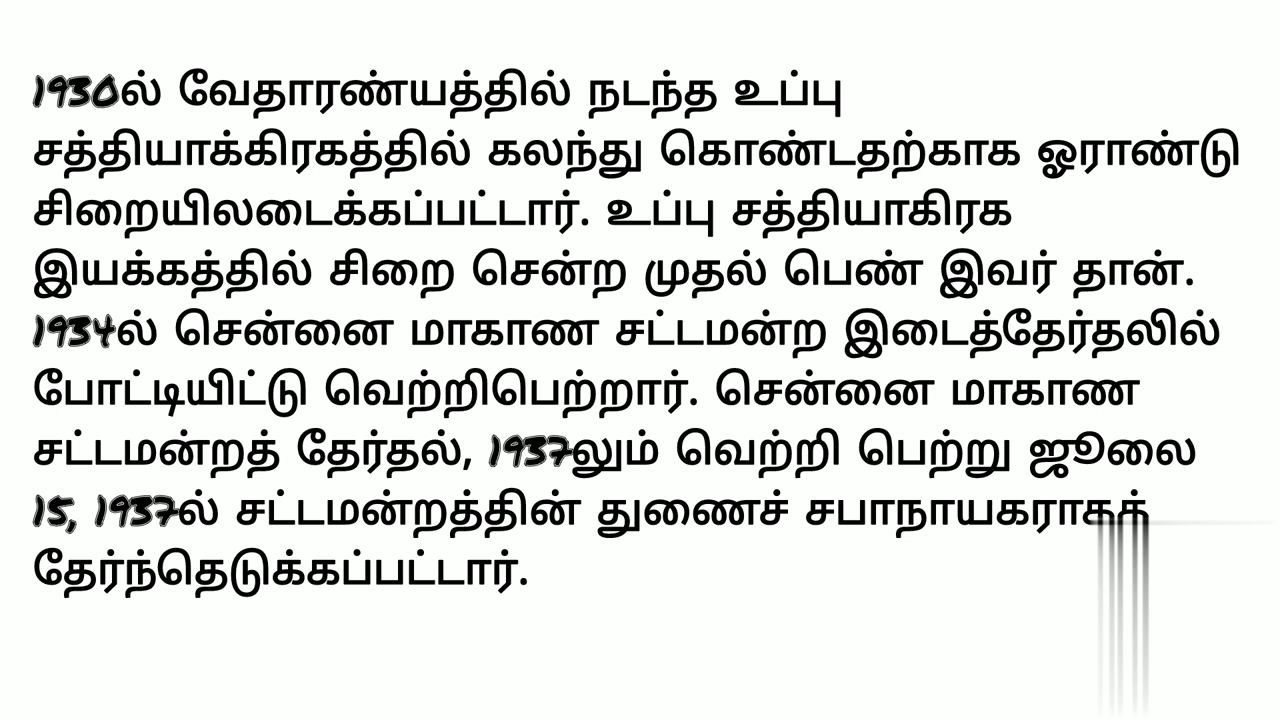 1930ல் வேதாரண்யத்தில் நடந்த உப்பு
சத்தியாக்கிரகத்தில் கலந்து கொண்டதற்காக ஓராண்டு
சிறையிலடைக்கப்பட்டார். உப்பு சத்தியாகிரக
இயக்கத்தில் சிறை சென்ற முதல் பெண் இவர் தான்.
1934ல் சென்னை மாகாண சட்டமன்ற இடைத்தேர்தலில்
போட்டியிட்டு வெற்றிபெற்றார். சென்னை மாகாண
சட்டமன்றத் தேர்தல், 1937லும் வெற்றி பெற்று ஜூலை
15, 1937ல் சட்டமன்றத்தின் துணைச் சபாநாயகராகத்
தேர்ந்தெடுக்கப்பட்டார்.